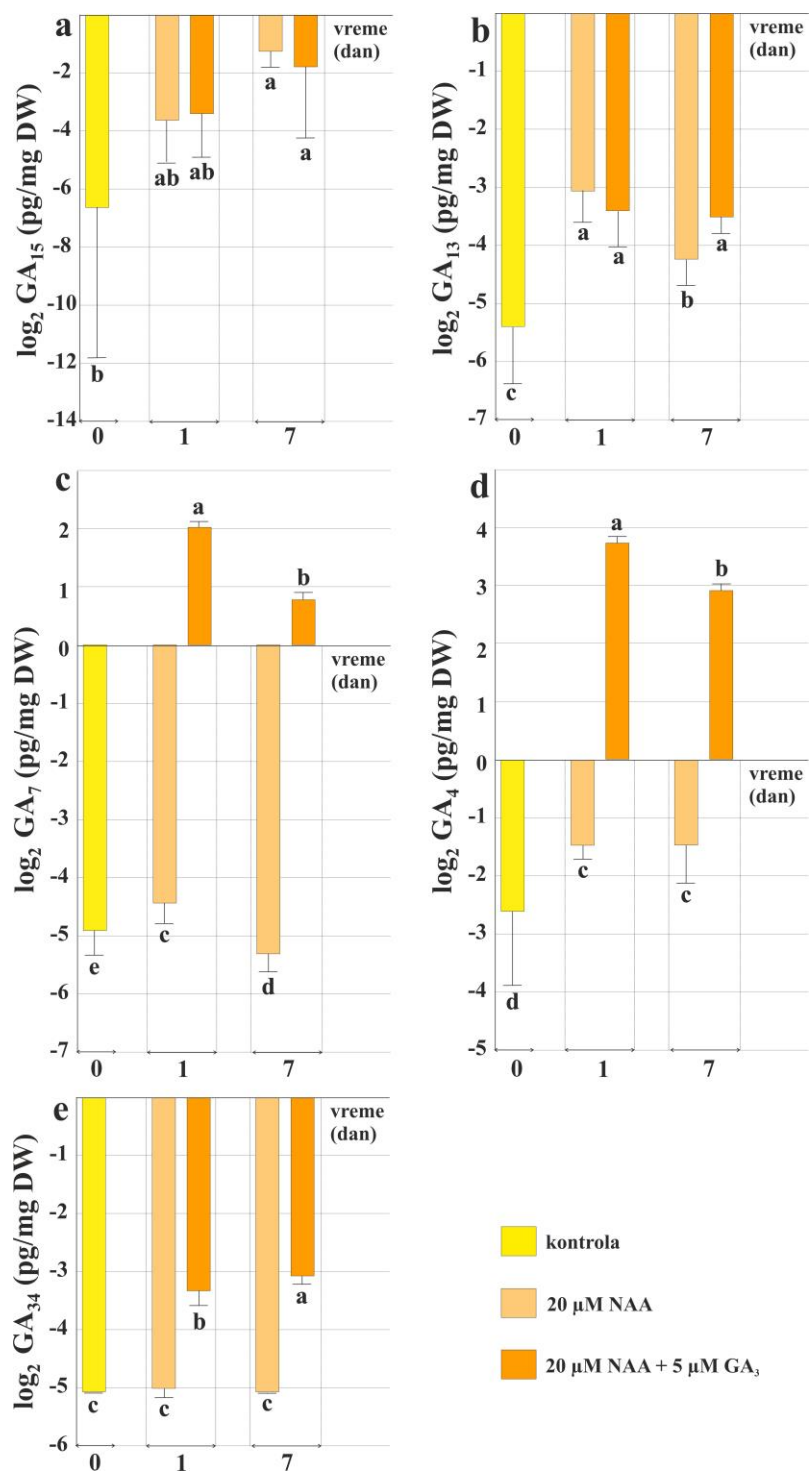 a
vreme
(dan)
log₂ GA₁₅ (pg/mg DW)
-2
-4
-6
-8
-10
-12
-14
b
ab
ab
a
a
0
1
7
b
vreme
(dan)
log₂ GA₁₃ (pg/mg DW)
-1
-2
-3
-4
-5
-6
-7
c
a
a
b
a
0
1
7
c
log₂ GA₇ (pg/mg DW)
2
1
0
-1
-2
-3
-4
-5
-6
-7
vreme
(dan)
e
c
a
d
b
0
1
7
d
log₂ GA₄ (pg/mg DW)
4
3
2
1
0
-1
-2
-3
-4
-5
vreme
(dan)
d
c
a
c
b
0
1
7
e
vreme
(dan)
log₂ GA₃₄ (pg/mg DW)
-1
-2
-3
-4
-5
-6
c
c
b
c
a
0
1
7
kontrola
20 µM NAA
20 µM NAA + 5 µM GA₃